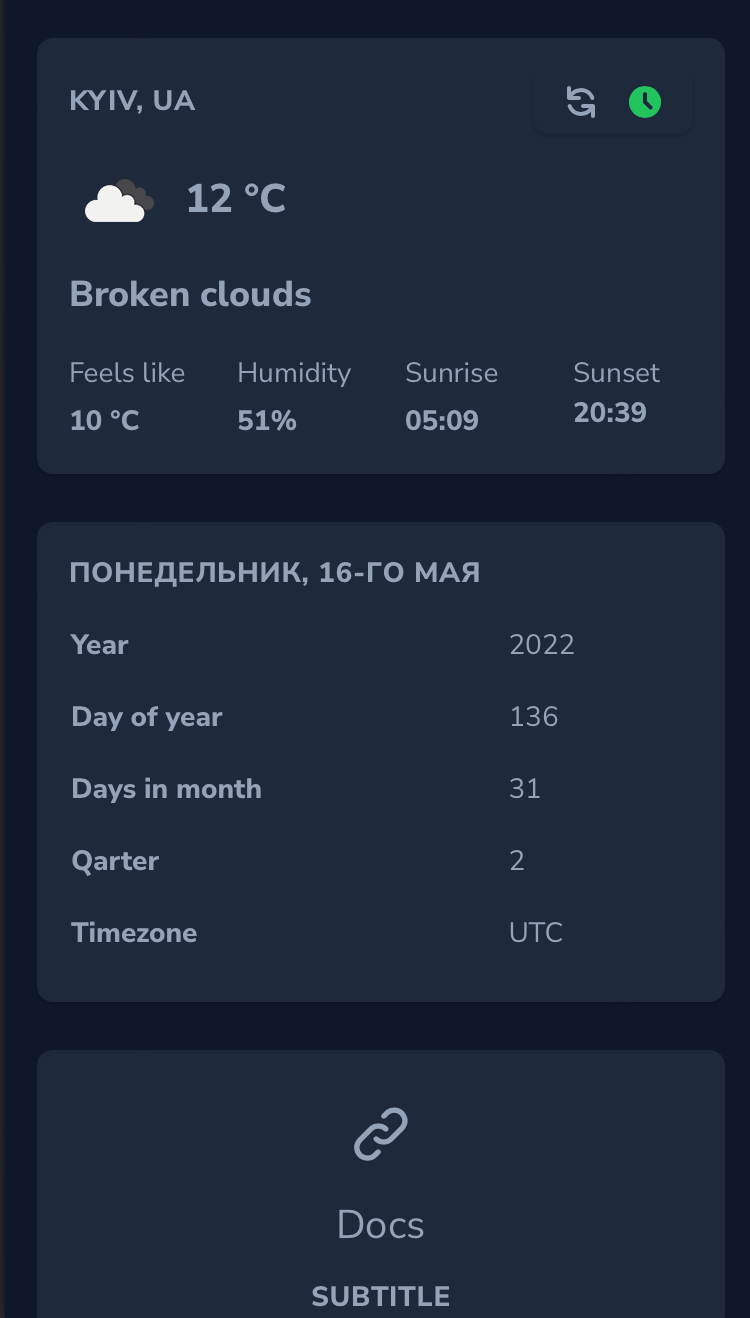 KYIV, UA
12 °C
Broken clouds
Feels like Humidity Sunrise Sunset
10 °C 51% 05:09 20:39
ПОНЕДЕЛЬНИК, 16-ГО МАЯ
Year 2022
Day of year 136
Days in month 31
Qarter 2
Timezone UTC
Docs
SUBTITLE